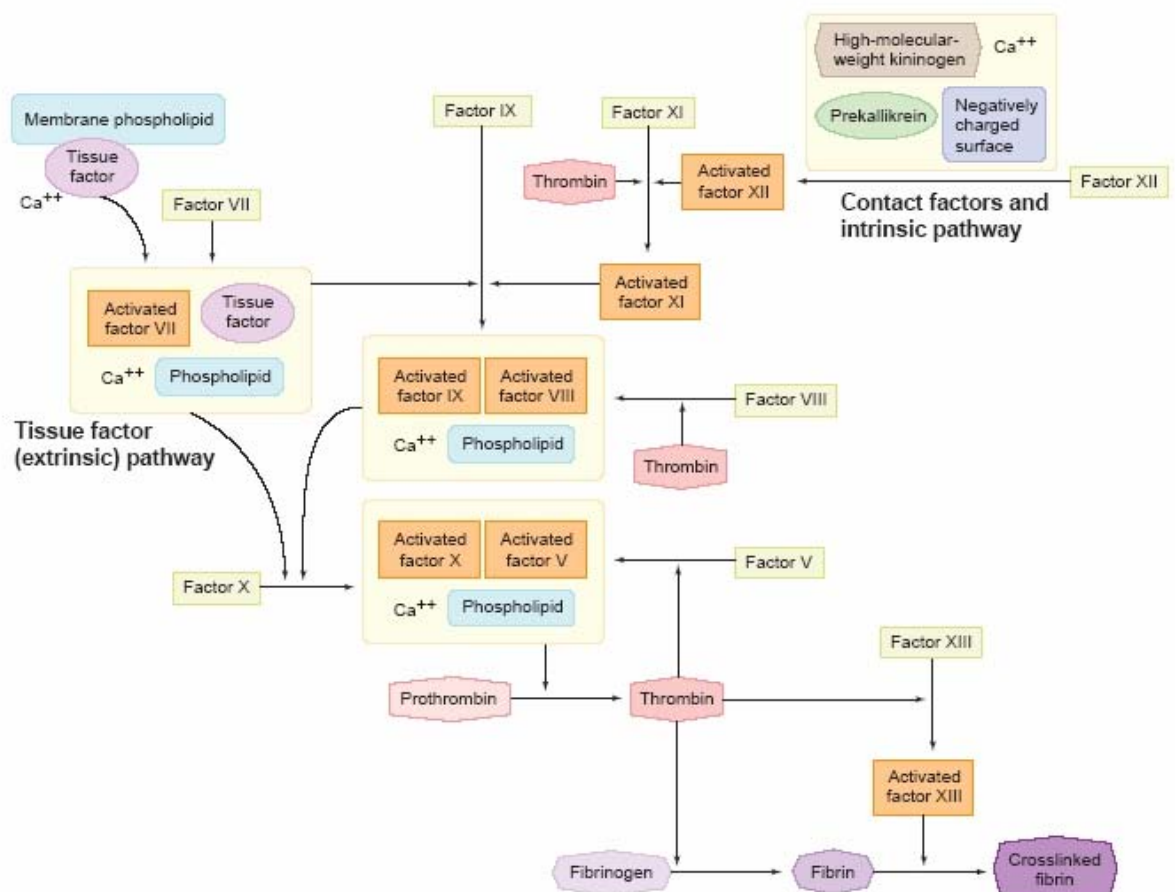 High-molecular-
weight kininogen
Ca++
Prekallikrein
Negatively
charged
surface
Membrane phospholipid
Tissue
factor
Ca++
Factor VII
Factor IX
Factor XI
Thrombin
Activated
factor XII
Factor XII
Contact factors and
intrinsic pathway
Activated
factor XI
Activated
factor VII
Tissue
factor
Ca++
Phospholipid
Tissue factor
(extrinsic) pathway
Activated
factor IX
Activated
factor VIII
Ca++
Phospholipid
Factor VIII
Thrombin
Factor X
Activated
factor X
Activated
factor V
Ca++
Phospholipid
Factor V
Factor XIII
Prothrombin
Thrombin
Activated
factor XIII
Fibrinogen
Fibrin
Crosslinked
fibrin